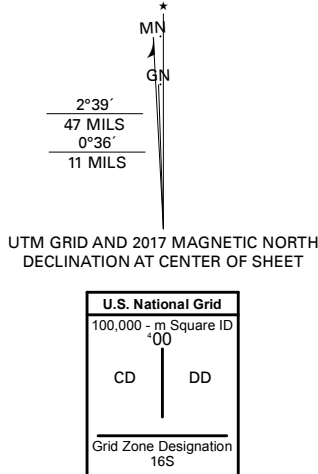 ★
MN
GN
2°39´
47 MILS
0°36´
11 MILS
UTM GRID AND 2017 MAGNETIC NORTH
DECLINATION AT CENTER OF SHEET
U.S. National Grid
100,000 - m Square ID
⁴00
CD DD
Grid Zone Designation
16S